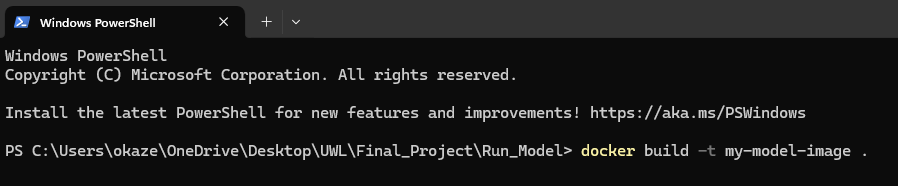 Windows PowerShell
Windows PowerShell
Copyright (C) Microsoft Corporation. All rights reserved.
Install the latest PowerShell for new features and improvements! https://aka.ms/PSWindows
PS C:\Users\okaze\OneDrive\Desktop\UWL\Final_Project\Run_Model> docker build -t my-model-image .